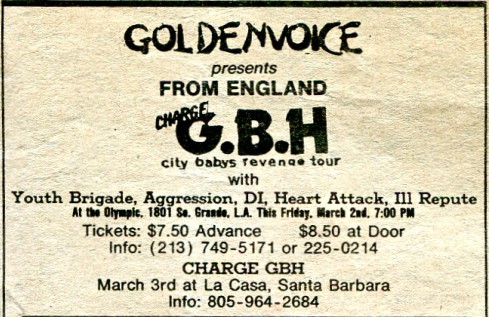 GOLDENVOICE
presents
FROM ENGLAND
CHARGE
G.B.H
city babys revenge tour
with
Youth Brigade, Aggression, DI, Heart Attack, Ill Repute
At the Olympic, 1801 So. Grande, L.A. This Friday, March 2nd, 7:00 PM
Tickets: $7.50 Advance $8.50 at Door
Info: (213) 749-5171 or 225-0214
CHARGE GBH
March 3rd at La Casa, Santa Barbara
Info: 805-964-2684